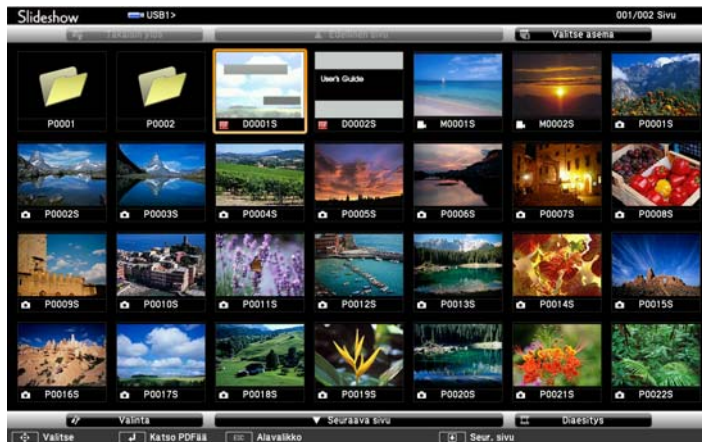 Slideshow USB1> 001/002 Sivu
Takaisin ylös ▲ Edellinen sivu Valitse asema
P0001 P0002 D0001S D0002S M0001S M0002S P0001S
User's Guide
P0002S P0003S P0004S P0005S P0006S P0007S P0008S
P0009S P0010S P0011S P0012S P0013S P0014S P0015S
P0016S P0017S P0018S P0019S P0020S P0021S P0022S
Valinta ▼ Seuraava sivu Diaesitys
Valitse Katso PDFää ESC Alavalikko Seur. sivu